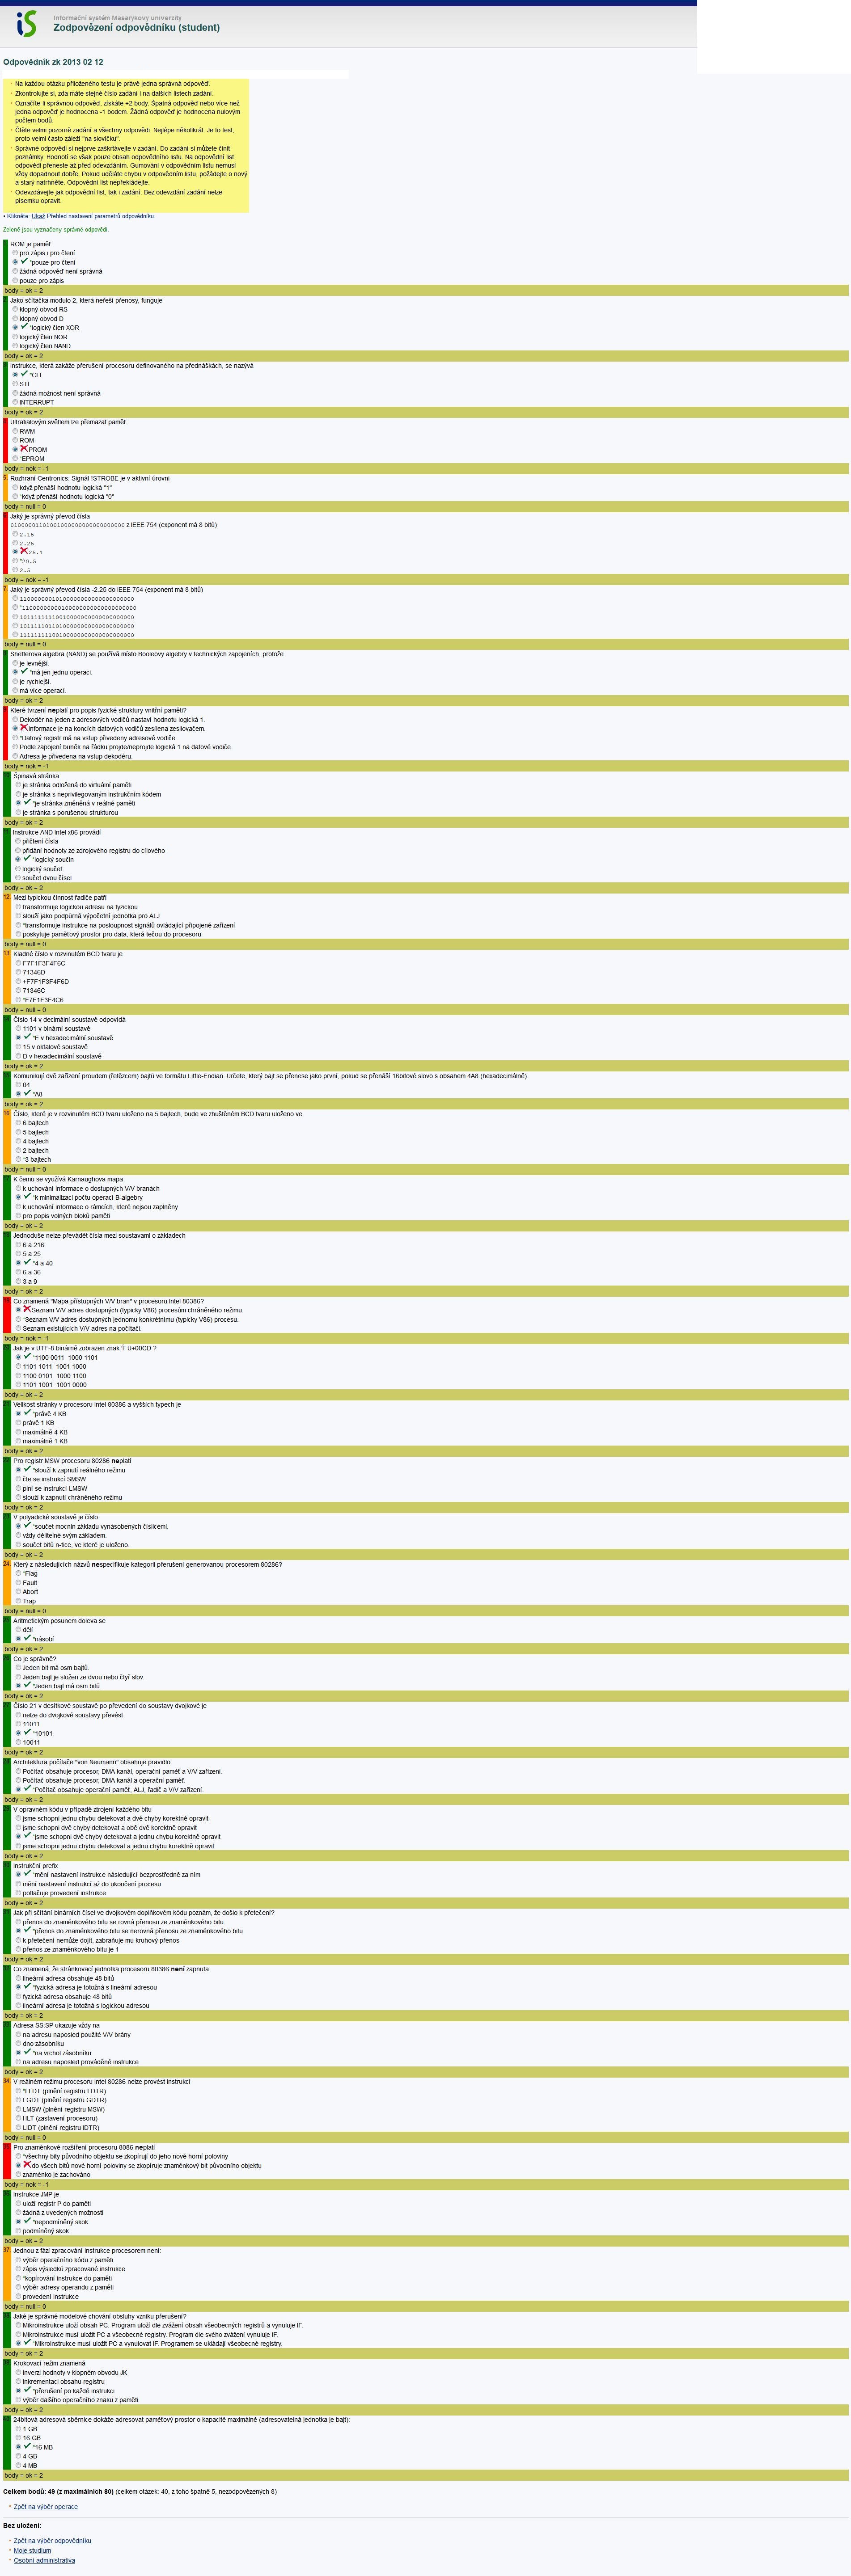 Informační systém Masarykovy univerzity
Zodpovězení odpovědníku (student)
Odpovědník zk 2013 02 12
• Na každou otázku přiloženého testu je právě jedna správná odpověď.
• Zkontrolujte si, zda máte stejné číslo zadání i na dalších listech zadání.
• Označíte-li správnou odpověď, získáte +2 body. Špatná odpověď nebo více než
jedna odpověď je hodnocena -1 bodem. Žádná odpověď je hodnocena nulovým
počtem bodů.
• Čtěte velmi pozorně zadání a všechny odpovědi. Nejlépe několikrát. Je to test,
proto velmi často záleží "na slovíčku".
• Správné odpovědi si nejprve zaškrtávejte v zadání. Do zadání si můžete činit
poznámky. Hodnotí se však pouze obsah odpovědního listu. Na odpovědní list
odpovědi přeneste až před odevzdáním. Gumování v odpovědním listu nemusí
vždy dopadnout dobře. Pokud uděláte chybu v odpovědním listu, požádejte o nový
a starý natrhněte. Odpovědní list nepřekládejte.
• Odevzdávejte jak odpovědní list, tak i zadání. Bez odevzdání zadání nelze
písemku opravit.
• Klikněte: Ukaž Přehled nastavení parametrů odpovědníku.
Zeleně jsou vyznačeny správné odpovědi.
1. ROM je paměť
pro zápis i pro čtení
*pouze pro čtení
žádná odpověď není správná
pouze pro zápis
body = ok = 2
2. Jako sčítačka modulo 2, která neřeší přenosy, funguje
klopný obvod RS
klopný obvod D
*logický člen XOR
logický člen NOR
logický člen NAND
body = ok = 2
3. Instrukce, která zakáže přerušení procesoru definovaného na přednáškách, se nazývá
*CLI
STI
žádná možnost není správná
INTERRUPT
body = ok = 2
4. Ultrafialovým světlem lze přemazat paměť
RWM
ROM
PROM
*EPROM
body = nok = -1
5. Rozhraní Centronics: Signál !STROBE je v aktivní úrovni
když přenáší hodnotu logická "1"
*když přenáší hodnotu logická "0"
body = null = 0
6. Jaký je správný převod čísla
01000001101001000000000000000000 z IEEE 754 (exponent má 8 bitů)
2.15
2.25
25.1
*20.5
2.5
body = nok = -1
7. Jaký je správný převod čísla -2.25 do IEEE 754 (exponent má 8 bitů)
11000000010100000000000000000000
*11000000000100000000000000000000
10111111110010000000000000000000
10111110110100000000000000000000
11111111100100000000000000000000
body = null = 0
8. Shefferova algebra (NAND) se používá místo Booleovy algebry v technických zapojeních, protože
je levnější.
*má jen jednu operaci.
je rychlejší.
má více operací.
body = ok = 2
9. Které tvrzení neplatí pro popis fyzické struktury vnitřní paměti?
Dekodér na jeden z adresových vodičů nastaví hodnotu logická 1.
Informace je na koncích datových vodičů zesílena zesilovačem.
*Datový registr má na vstup přivedeny adresové vodiče.
Podle zapojení buněk na řádku projde/neprojde logická 1 na datové vodiče.
Adresa je přivedena na vstup dekodéru.
body = nok = -1
10. Špinavá stránka
je stránka odložená do virtuální paměti
je stránka s neprivilegovaným instrukčním kódem
*je stránka změněná v reálné paměti
je stránka s porušenou strukturou
body = ok = 2
11. Instrukce AND Intel x86 provádí
přičtení čísla
přidání hodnoty ze zdrojového registru do cílového
*logický součin
logický součet
součet dvou čísel
body = ok = 2
12. Mezi typickou činnost řadiče patří
transformuje logickou adresu na fyzickou
slouží jako podpůrná výpočetní jednotka pro ALJ
*transformuje instrukce na posloupnost signálů ovládající připojené zařízení
poskytuje paměťový prostor pro data, která tečou do procesoru
body = null = 0
13. Kladné číslo v rozvinutém BCD tvaru je
F7F1F3F4F6C
71346D
+F7F1F3F4F6D
71346C
*F7F1F3F4C6
body = null = 0
14. Číslo 14 v decimální soustavě odpovídá
1101 v binární soustavě
*E v hexadecimální soustavě
15 v oktalové soustavě
D v hexadecimální soustavě
body = ok = 2
15. Komunikují dvě zařízení proudem (řetězcem) bajtů ve formátu Little-Endian. Určete, který bajt se přenese jako první, pokud se přenáší 16bitové slovo s obsahem 4A8 (hexadecimálně).
04
*A8
body = ok = 2
16. Číslo, které je v rozvinutém BCD tvaru uloženo na 5 bajtech, bude ve zhuštěném BCD tvaru uloženo ve
6 bajtech
5 bajtech
4 bajtech
2 bajtech
*3 bajtech
body = null = 0
17. K čemu se využívá Karnaughova mapa
k uchování informace o dostupných V/V branách
*k minimalizaci počtu operací B-algebry
k uchování informace o rámcích, které nejsou zaplněny
pro popis volných bloků paměti
body = ok = 2
18. Jednoduše nelze převádět čísla mezi soustavami o základech
6 a 216
5 a 25
*4 a 40
6 a 36
3 a 9
body = ok = 2
19. Co znamená "Mapa přístupných V/V bran" v procesoru Intel 80386?
Seznam V/V adres dostupných (typicky V86) procesům chráněného režimu.
*Seznam V/V adres dostupných jednomu konkrétnímu (typicky V86) procesu.
Seznam existujících V/V adres na počítači.
body = nok = -1
20. Jak je v UTF-8 binárně zobrazen znak 'Í' U+00CD ?
*1100 0011 1000 1101
1101 1011 1001 1000
1100 0101 1000 1100
1101 1001 1001 0000
body = ok = 2
21. Velikost stránky v procesoru Intel 80386 a vyšších typech je
*právě 4 KB
právě 1 KB
maximálně 4 KB
maximálně 1 KB
body = ok = 2
22. Pro registr MSW procesoru 80286 neplatí
*slouží k zapnutí reálného režimu
čte se instrukcí SMSW
plní se instrukcí LMSW
slouží k zapnutí chráněného režimu
body = ok = 2
23. V polyadické soustavě je číslo
*součet mocnin základu vynásobených číslicemi.
vždy dělitelné svým základem.
součet bitů n-tice, ve které je uloženo.
body = ok = 2
24. Který z následujících názvů nespecifikuje kategorii přerušení generovanou procesorem 80286?
*Flag
Fault
Abort
Trap
body = null = 0
25. Aritmetickým posunem doleva se
dělí
*násobí
body = ok = 2
26. Co je správně?
Jeden bit má osm bajtů.
Jeden bajt je složen ze dvou nebo čtyř slov.
*Jeden bajt má osm bitů.
body = ok = 2
27. Číslo 21 v desítkové soustavě po převedení do soustavy dvojkové je
nelze do dvojkové soustavy převést
11011
*10101
10011
body = ok = 2
28. Architektura počítače "von Neumann" obsahuje pravidlo:
Počítač obsahuje procesor, DMA kanál, operační paměť a V/V zařízení.
Počítač obsahuje procesor, DMA kanál a operační paměť.
*Počítač obsahuje operační paměť, ALJ, řadič a V/V zařízení.
body = ok = 2
29. V opravném kódu v případě ztrojení každého bitu
jsme schopni jednu chybu detekovat a dvě chyby korektně opravit
jsme schopni dvě chyby detekovat a obě dvě korektně opravit
*jsme schopni dvě chyby detekovat a jednu chybu korektně opravit
jsme schopni jednu chybu detekovat a jednu chybu korektně opravit
body = ok = 2
30. Instrukční prefix
*mění nastavení instrukce následující bezprostředně za ním
mění nastavení instrukcí až do ukončení procesu
potlačuje provedení instrukce
body = ok = 2
31. Jak při sčítání binárních čísel ve dvojkovém doplňkovém kódu poznám, že došlo k přetečení?
přenos do znaménkového bitu se rovná přenosu ze znaménkového bitu
*přenos do znaménkového bitu se nerovná přenosu ze znaménkového bitu
k přetečení nemůže dojít, zabraňuje mu kruhový přenos
přenos ze znaménkového bitu je 1
body = ok = 2
32. Co znamená, že stránkovací jednotka procesoru 80386 není zapnuta
lineární adresa obsahuje 48 bitů
*fyzická adresa je totožná s lineární adresou
fyzická adresa obsahuje 48 bitů
lineární adresa je totožná s logickou adresou
body = ok = 2
33. Adresa SS:SP ukazuje vždy na
na adresu naposled použité V/V brány
dno zásobníku
*na vrchol zásobníku
na adresu naposled prováděné instrukce
body = ok = 2
34. V reálném režimu procesoru Intel 80286 nelze provést instrukci
*LLDT (plnění registru LDTR)
LGDT (plnění registru GDTR)
LMSW (plnění registru MSW)
HLT (zastavení procesoru)
LIDT (plnění registru IDTR)
body = null = 0
35. Pro znaménkové rozšíření procesoru 8086 neplatí
*všechny bity původního objektu se zkopírují do jeho nové horní poloviny
do všech bitů nové horní poloviny se zkopíruje znaménkový bit původního objektu
znaménko je zachováno
body = nok = -1
36. Instrukce JMP je
uloží registr P do paměti
žádná z uvedených možností
*nepodmíněný skok
podmíněný skok
body = ok = 2
37. Jednou z fází zpracování instrukce procesorem není:
výběr operačního kódu z paměti
zápis výsledků zpracované instrukce
*kopírování instrukce do paměti
výběr adresy operandu z paměti
provedení instrukce
body = null = 0
38. Jaké je správné modelové chování obsluhy vzniku přerušení?
Mikroinstrukce uloží obsah PC. Program uloží dle zvážení obsah všeobecných registrů a vynuluje IF.
Mikroinstrukce musí uložit PC a všeobecné registry. Program dle svého zvážení vynuluje IF.
*Mikroinstrukce musí uložit PC a vynulovat IF. Programem se ukládají všeobecné registry.
body = ok = 2
39. Krokovací režim znamená
inverzi hodnoty v klopném obvodu JK
inkrementaci obsahu registru
*přerušení po každé instrukci
výběr dalšího operačního znaku z paměti
body = ok = 2
40. 24bitová adresová sběrnice dokáže adresovat paměťový prostor o kapacitě maximálně (adresovatelná jednotka je bajt):
1 GB
16 GB
*16 MB
4 GB
4 MB
body = ok = 2
Celkem bodů: 49 (z maximálních 80) (celkem otázek: 40, z toho špatně 5, nezodpovězených 8)
• Zpět na výběr operace
Bez uložení:
• Zpět na výběr odpovědníku
• Moje studium
• Osobní administrativa